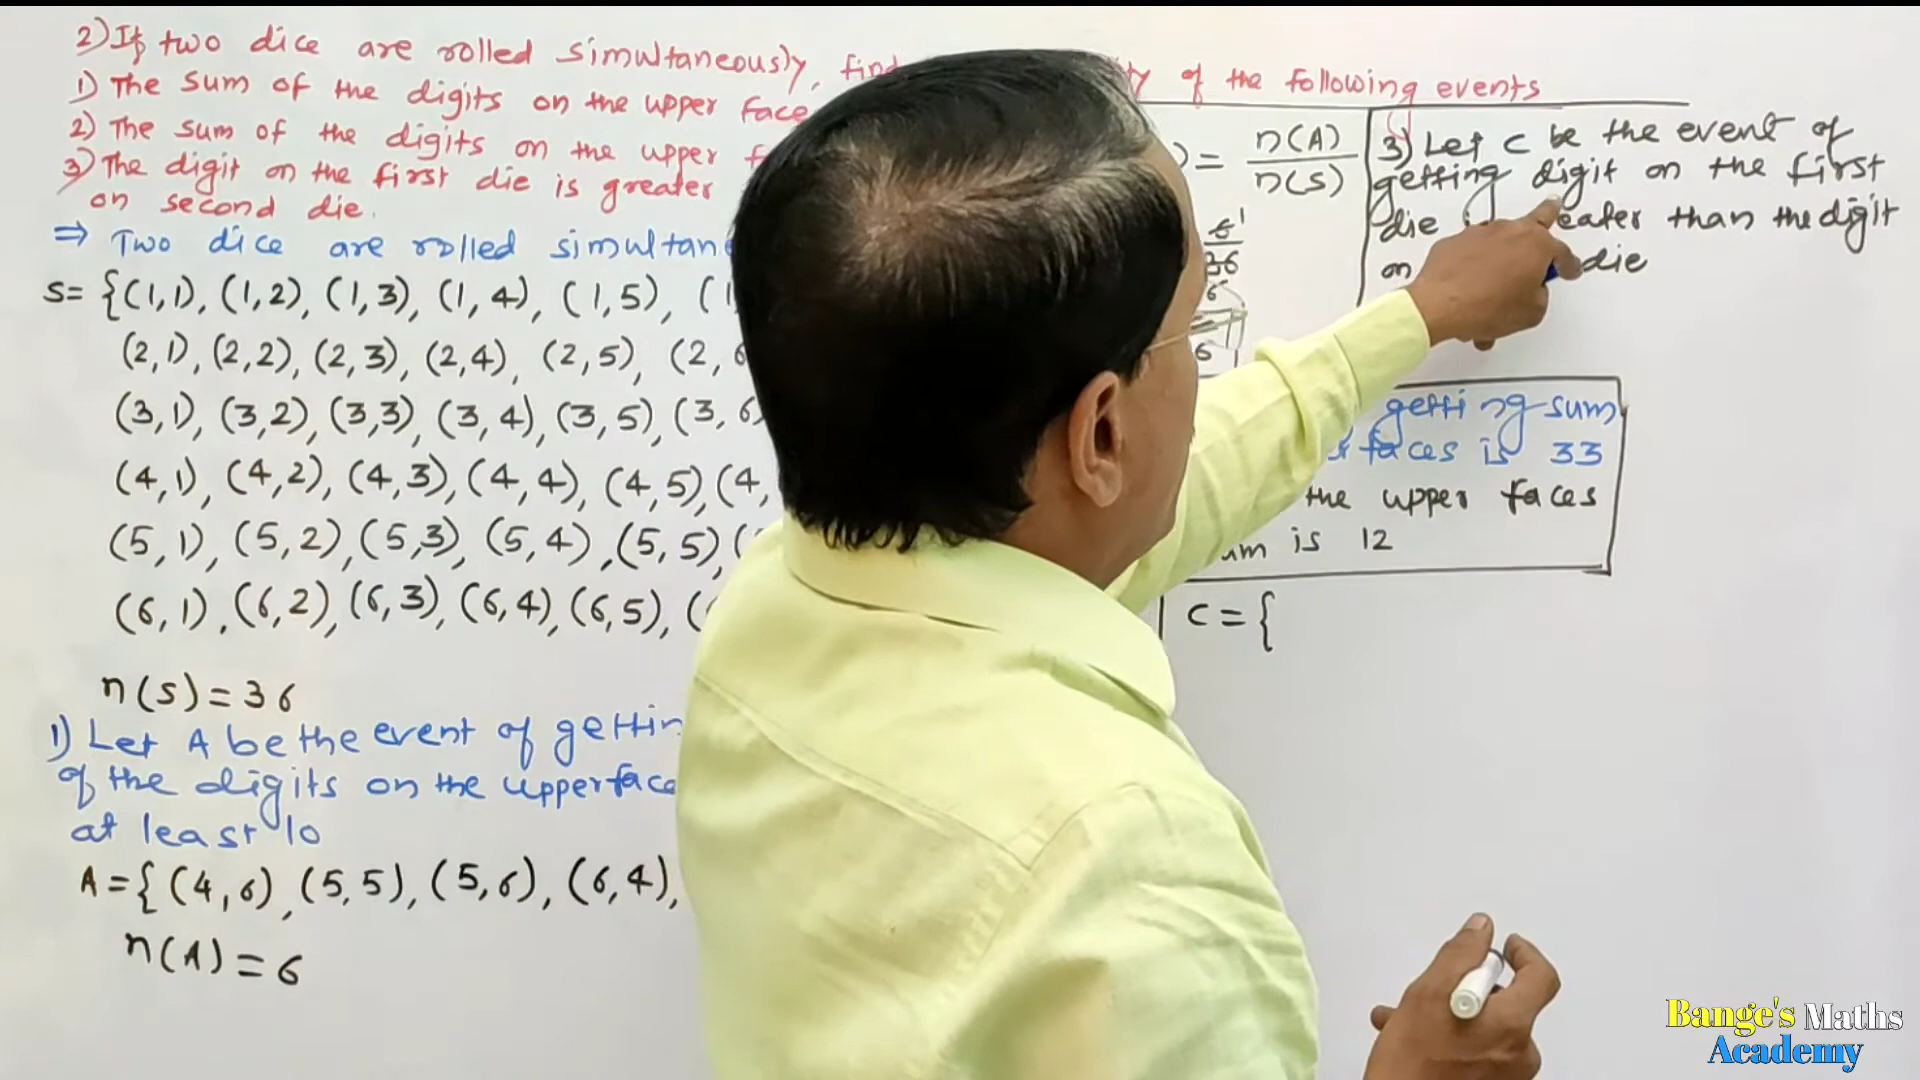 2) If two dice are rolled simultaneously, find of the following events
1) The sum of the digits on the upper face
2) The sum of the digits on the upper
3) The digit on the first die is greater
on second die.
⇒ Two dice are rolled simultan
S= {(1,1), (1,2), (1,3), (1,4), (1,5), (1
(2,1), (2,2), (2,3), (2,4), (2,5), (2,6
(3,1), (3,2), (3,3), (3,4), (3,5), (3,6
(4,1), (4,2), (4,3), (4,4), (4,5), (4,
(5,1), (5,2), (5,3), (5,4), (5,5), (
(6,1), (6,2), (6,3), (6,4), (6,5), (
n(S) = 36
1) Let A be the event of gettin
of the digits on the upper face
at least 10
A = { (4,6), (5,5), (5,6), (6,4),
n(A) = 6
) = n(A)
n(S)
6 1
36
6
6
3) Let C be the event of
getting digit on the first
die eater than the digit
on die
getting sum
faces is 33
the upper faces
um is 12
C = {
Bange's Maths
Academy